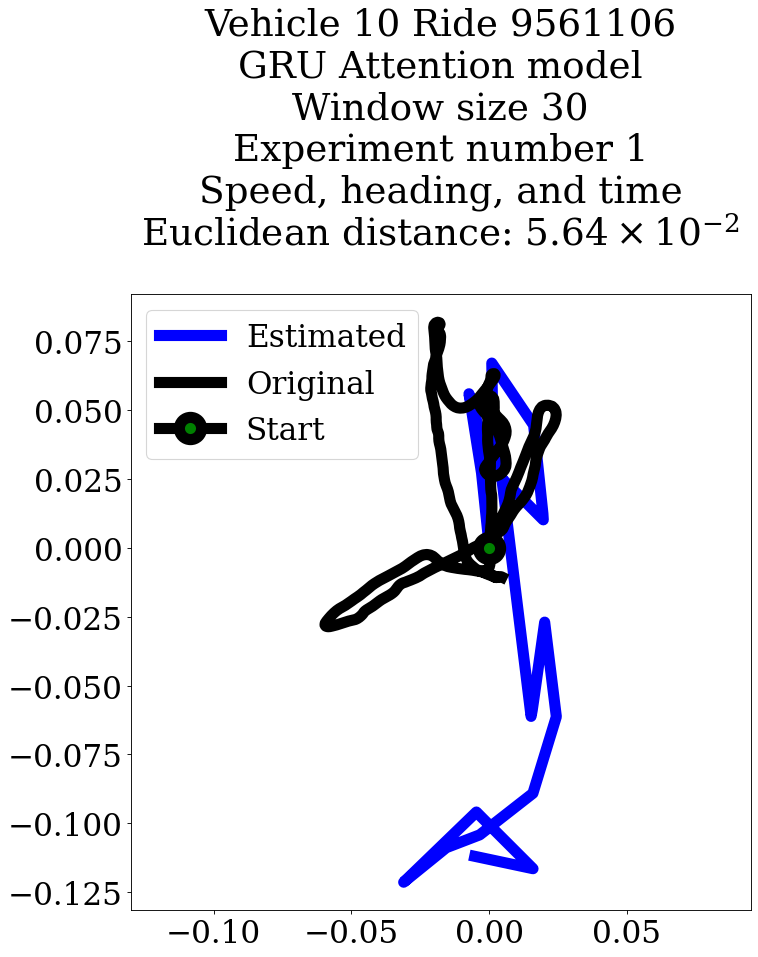 Vehicle 10 Ride 9561106
GRU Attention model
Window size 30
Experiment number 1
Speed, heading, and time
Euclidean distance: 5.64 × 10⁻²
Estimated
Original
Start
0.075
0.050
0.025
0.000
−0.025
−0.050
−0.075
−0.100
−0.125
−0.10
−0.05
0.00
0.05